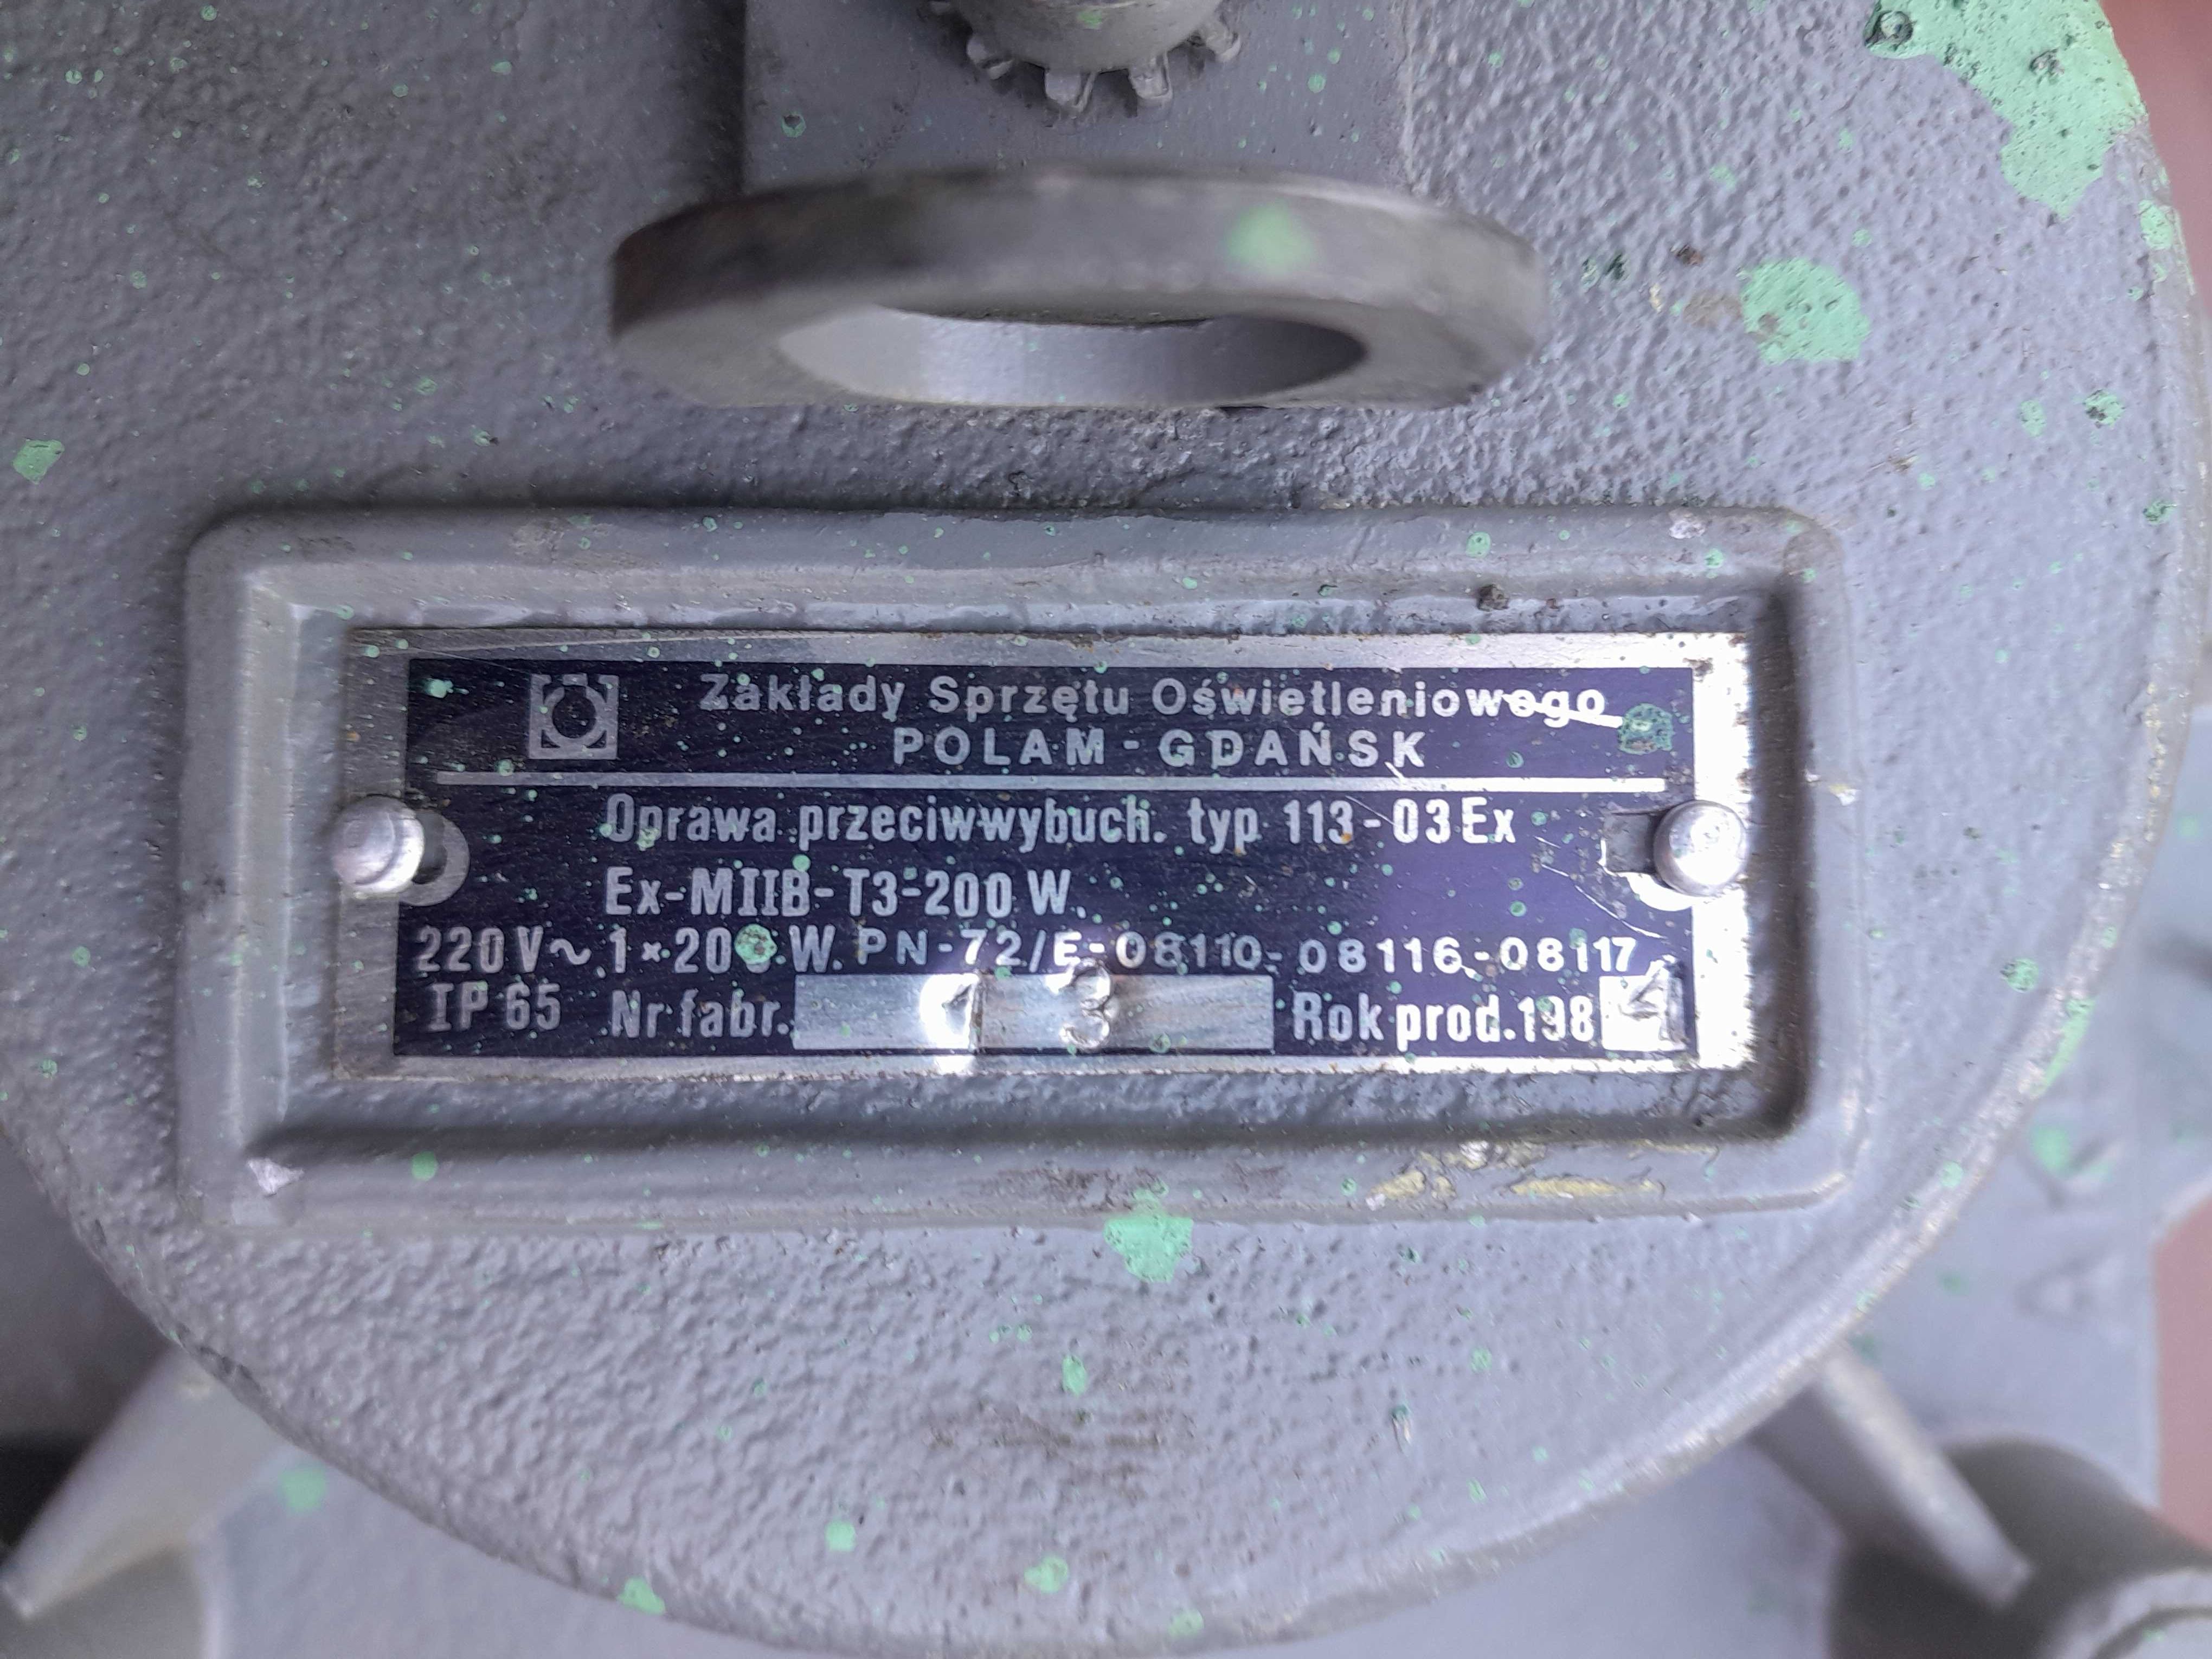 Zakłady Sprzętu Oświetleniowego
POLAM - GDAŃSK
Oprawa przeciwwybuch. typ 113-03 Ex
Ex-MIIB-T3-200 W.
220 V~ 1×200 W. PN-72/E-08110-08116-08117
IP 65 Nr fabr. 3 Rok prod. 1984